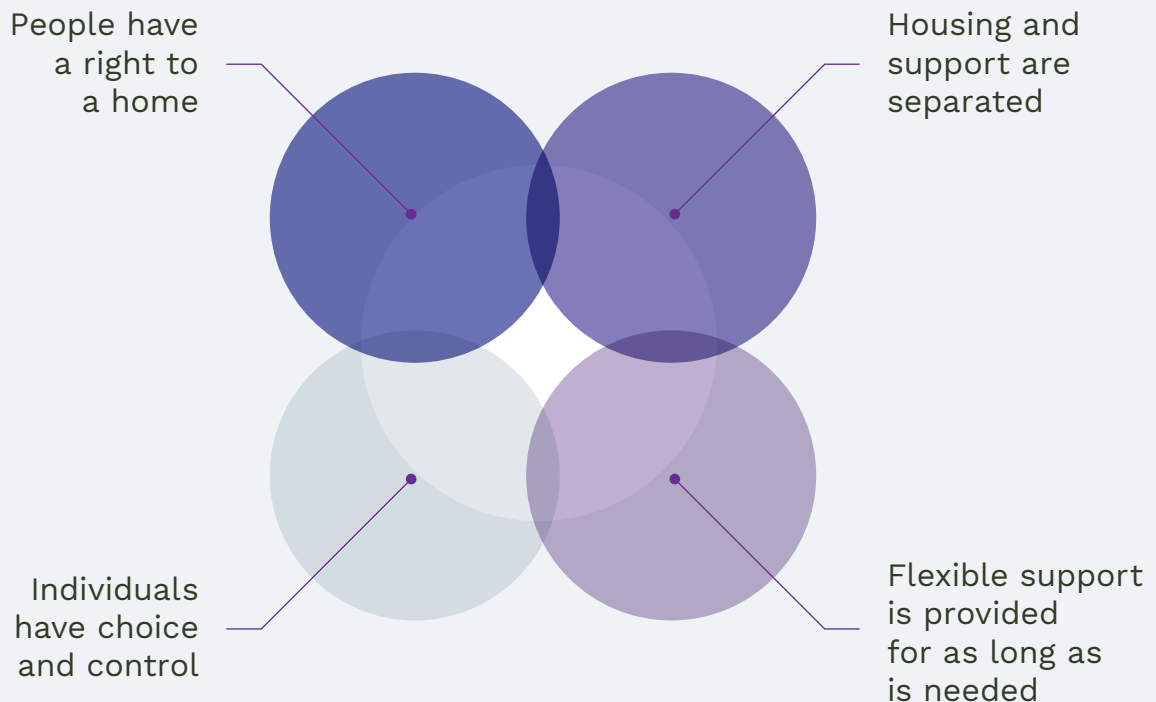 People have
a right to
a home
Housing and
support are
separated
Individuals
have choice
and control
Flexible support
is provided
for as long as
is needed